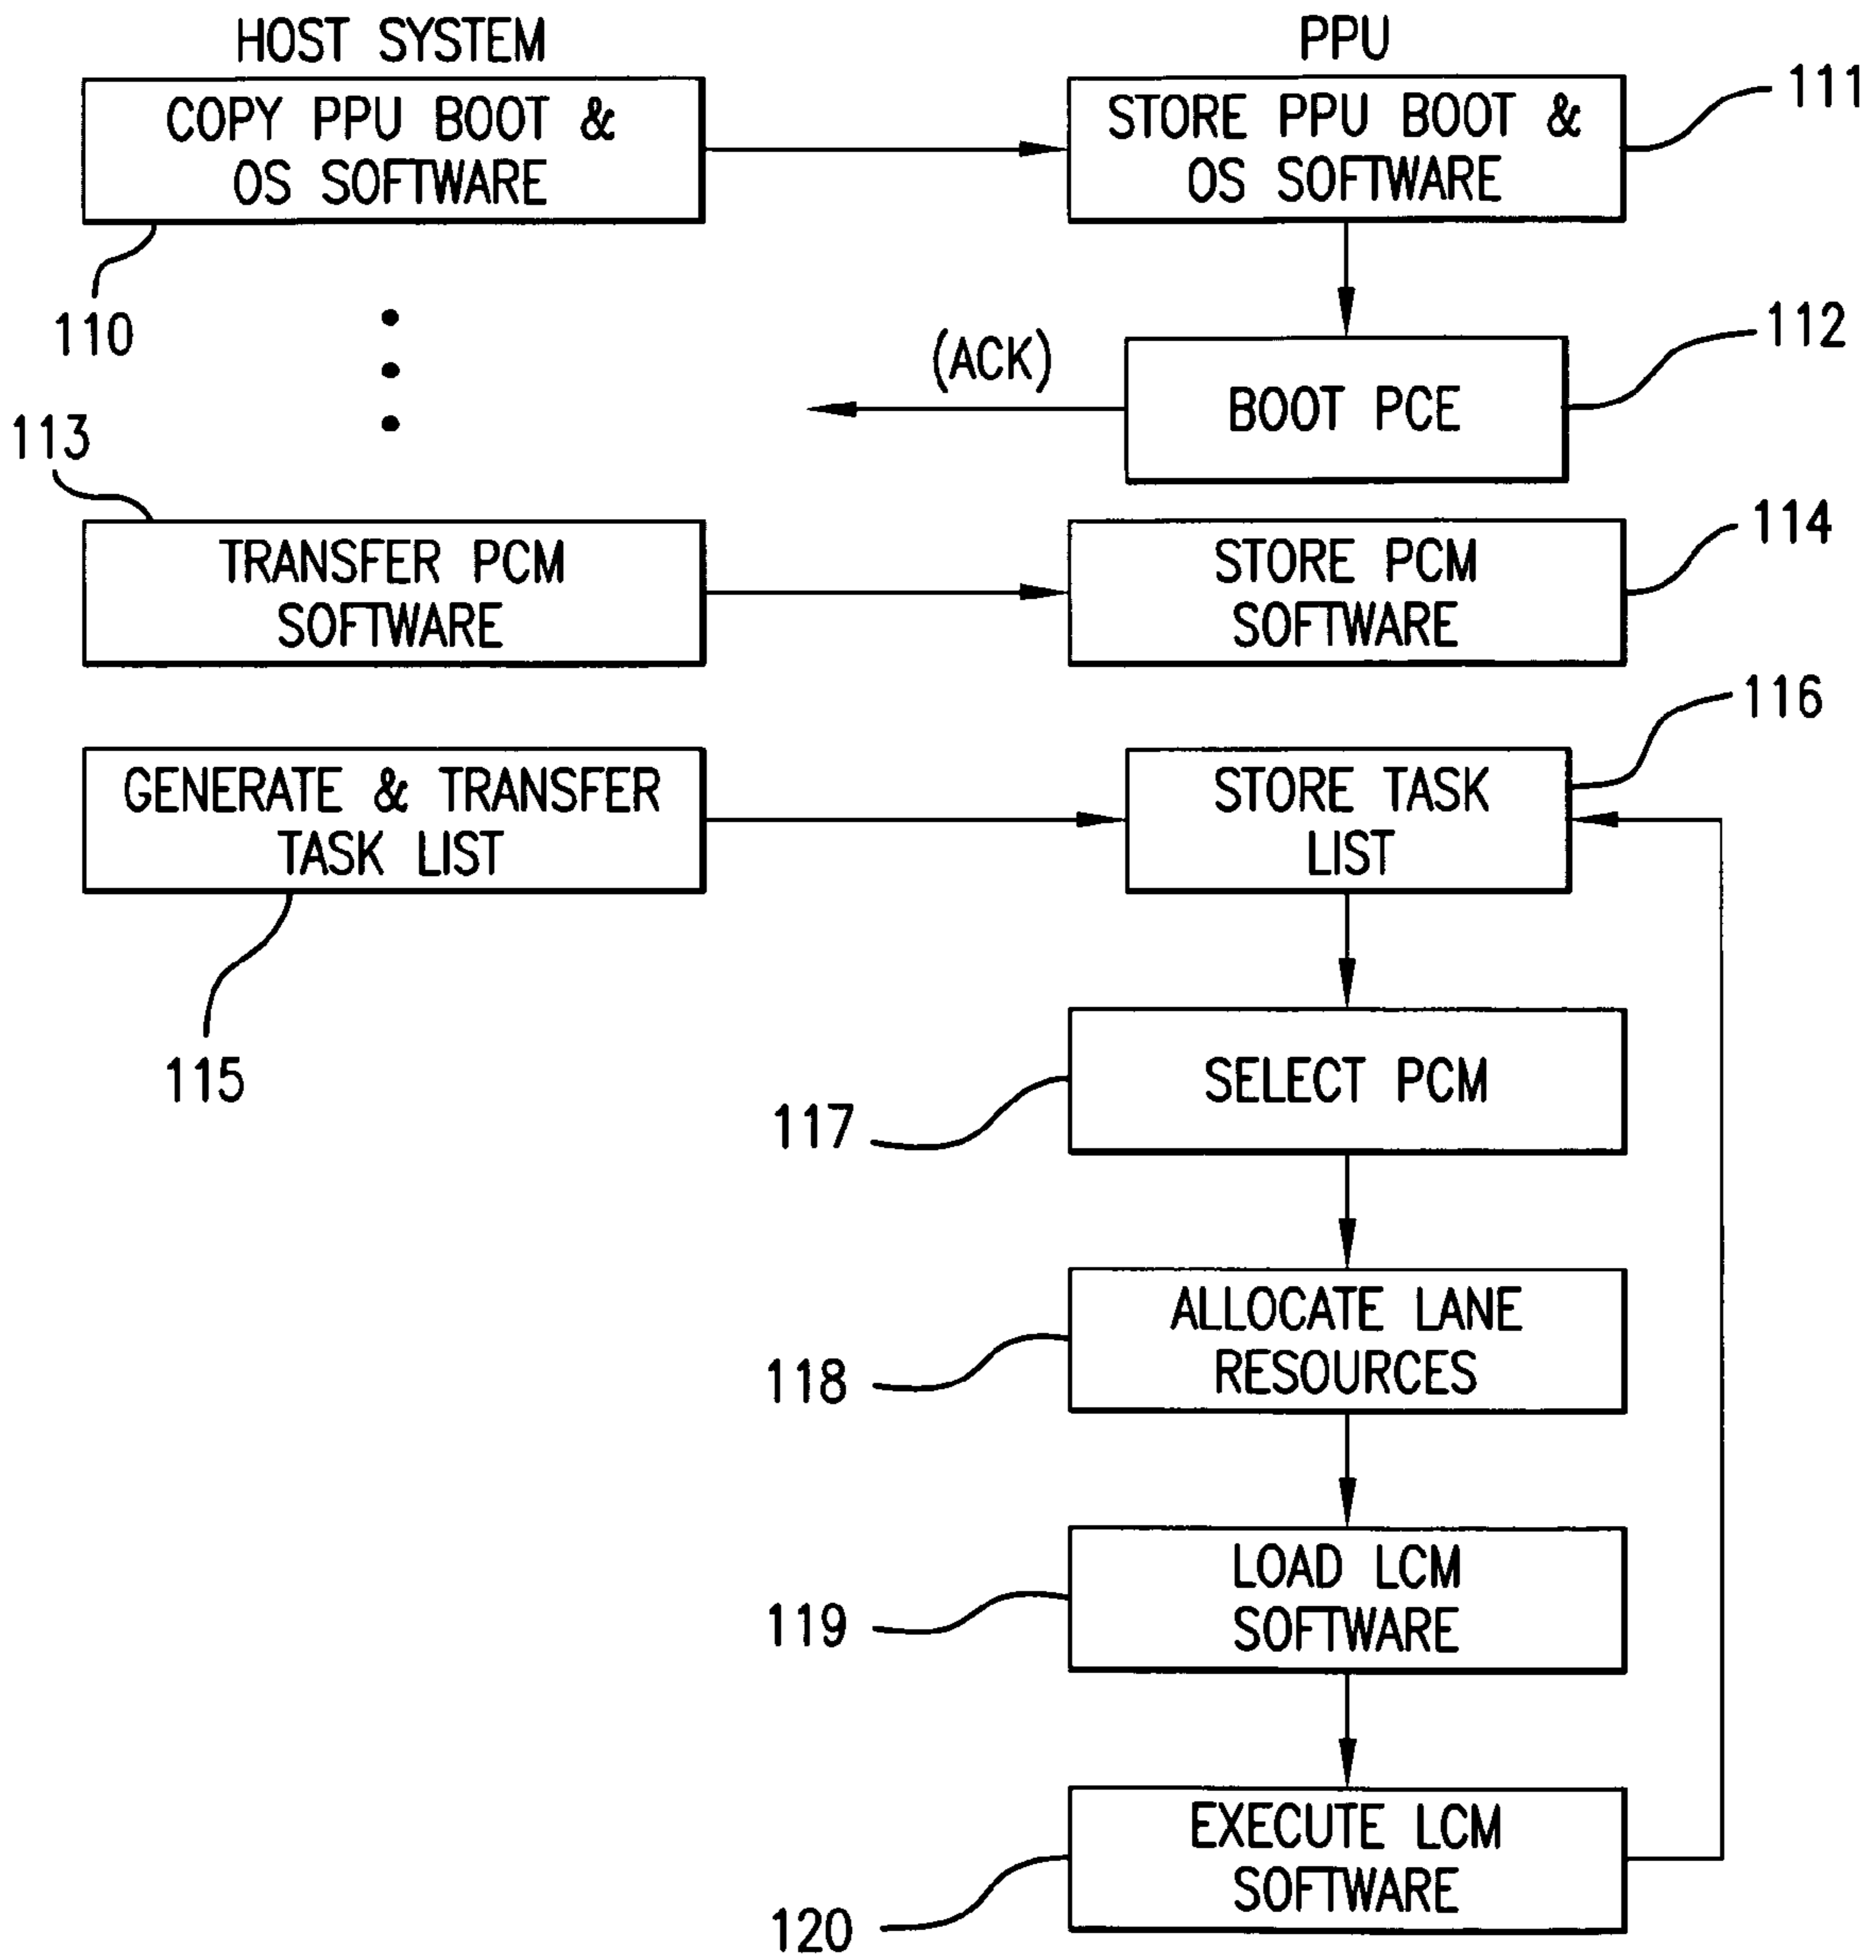 HOST SYSTEM
PPU
COPY PPU BOOT &
OS SOFTWARE
STORE PPU BOOT &
OS SOFTWARE
111
110
(ACK)
BOOT PCE
112
113
TRANSFER PCM
SOFTWARE
STORE PCM
SOFTWARE
114
GENERATE & TRANSFER
TASK LIST
STORE TASK
LIST
116
115
SELECT PCM
117
ALLOCATE LANE
RESOURCES
118
LOAD LCM
SOFTWARE
119
EXECUTE LCM
SOFTWARE
120